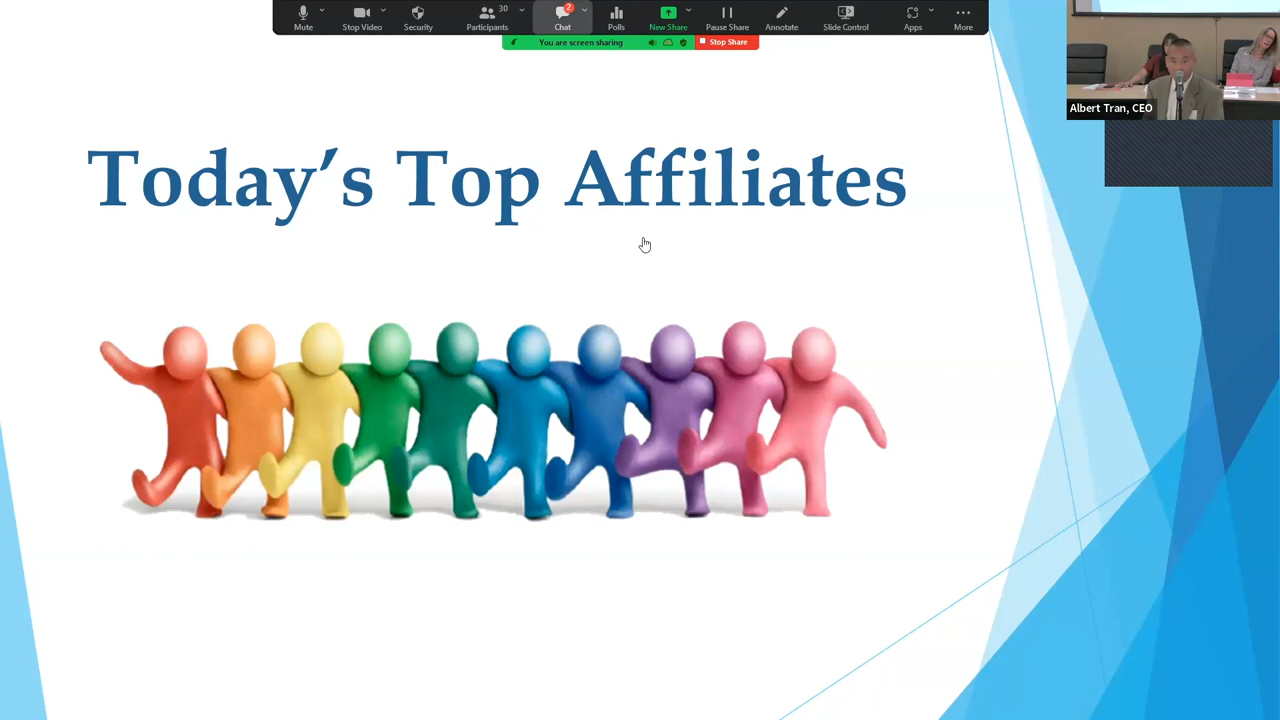 Mute
Stop Video
Security
Participants
30
Chat
2
Polls
New Share
Pause Share
Annotate
Slide Control
Apps
More
You are screen sharing
Stop Share
Albert Tran, CEO
Today's Top Affiliates